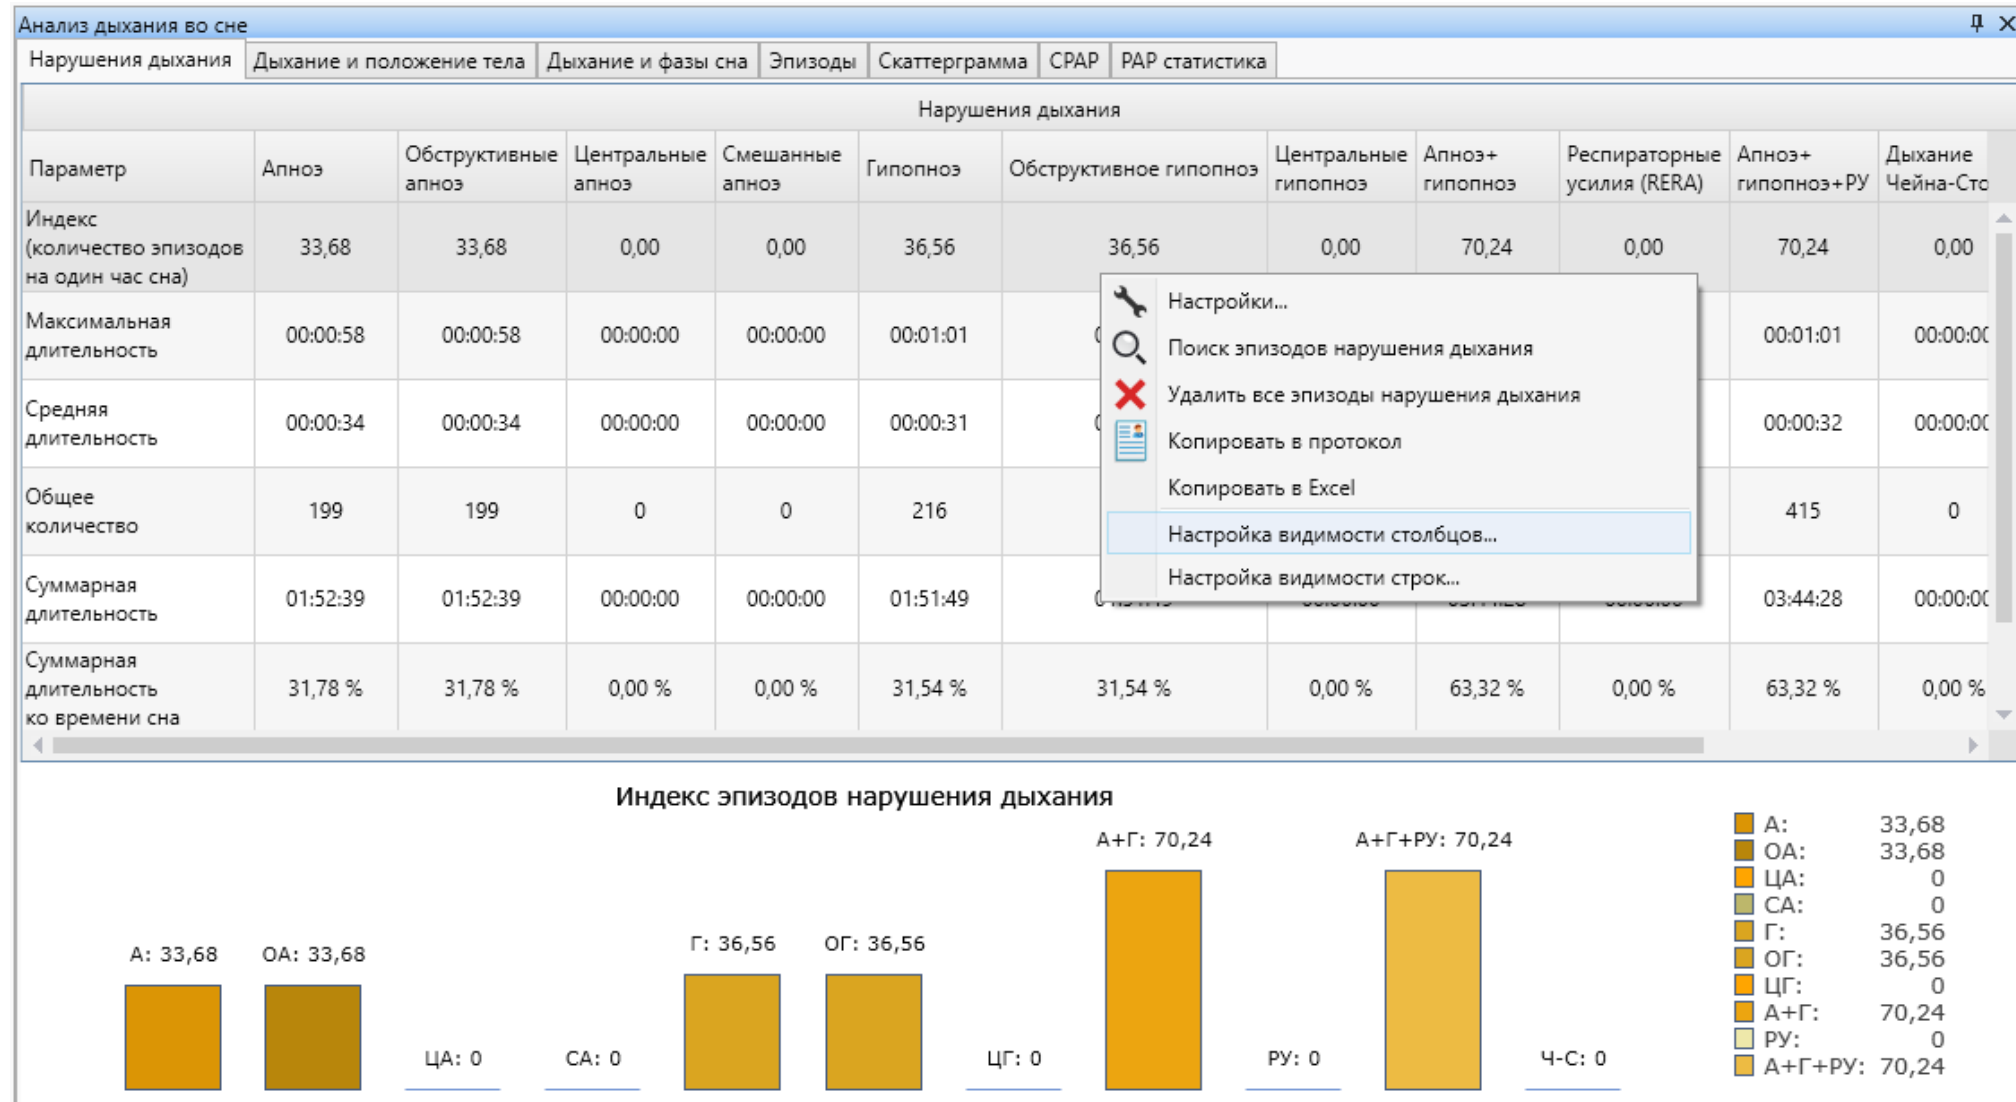 Анализ дыхания во сне
Нарушения дыхания Дыхание и положение тела Дыхание и фазы сна Эпизоды Скаттерграмма CPAP PAP статистика
Нарушения дыхания
Параметр Апноэ Обструктивные апноэ Центральные апноэ Смешанные апноэ Гипопноэ Обструктивное гипопноэ Центральные гипопноэ Апноэ+ гипопноэ Респираторные усилия (RERA) Апноэ+ гипопноэ+РУ Дыхание Чейна-Сто
Индекс
(количество эпизодов
на один час сна)
33,68 33,68 0,00 0,00 36,56 36,56 0,00 70,24 0,00 70,24 0,00
Максимальная
длительность
00:00:58 00:00:58 00:00:00 00:00:00 00:01:01 00:01:01 00:00:00
Средняя
длительность
00:00:34 00:00:34 00:00:00 00:00:00 00:00:31 00:00:32 00:00:00
Общее
количество
199 199 0 0 216 415 0
Суммарная
длительность
01:52:39 01:52:39 00:00:00 00:00:00 01:51:49 03:44:28 00:00:00
Суммарная
длительность
ко времени сна
31,78 % 31,78 % 0,00 % 0,00 % 31,54 % 31,54 % 0,00 % 63,32 % 0,00 % 63,32 % 0,00 %
Настройки...
Поиск эпизодов нарушения дыхания
Удалить все эпизоды нарушения дыхания
Копировать в протокол
Копировать в Excel
Настройка видимости столбцов...
Настройка видимости строк...
Индекс эпизодов нарушения дыхания
А: 33,68
ОА: 33,68
ЦА: 0
СА: 0
Г: 36,56
ОГ: 36,56
ЦГ: 0
А+Г: 70,24
РУ: 0
А+Г+РУ: 70,24
Ч-С: 0
А: 33,68
ОА: 33,68
ЦА: 0
СА: 0
Г: 36,56
ОГ: 36,56
ЦГ: 0
А+Г: 70,24
РУ: 0
А+Г+РУ: 70,24